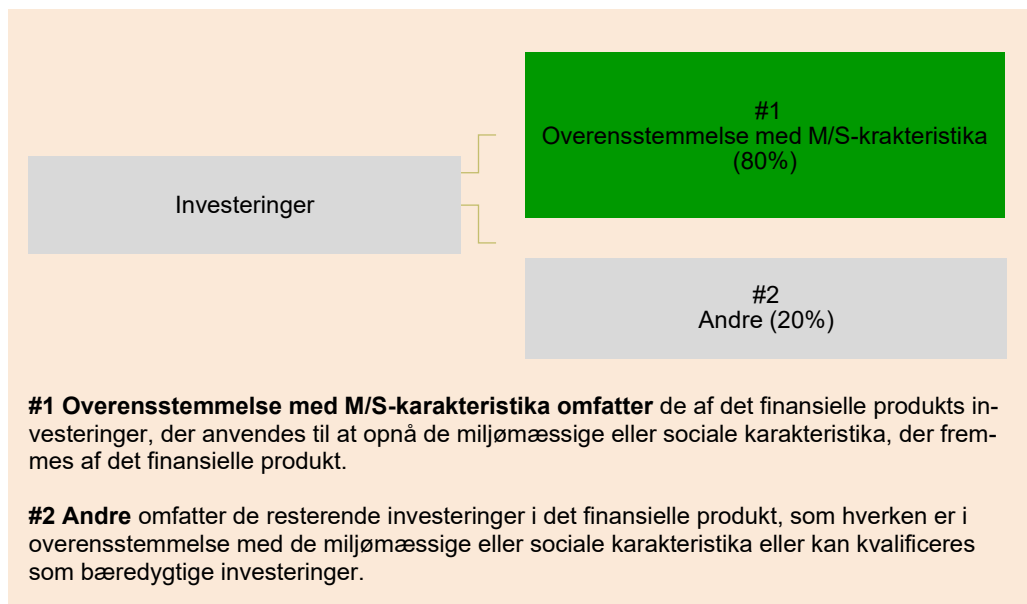 #1
Overensstemmelse med M/S-krakteristika
(80%)
Investeringer
#2
Andre (20%)
#1 Overensstemmelse med M/S-karakteristika omfatter de af det finansielle produkts in-
vesteringer, der anvendes til at opnå de miljømæssige eller sociale karakteristika, der frem-
mes af det finansielle produkt.
#2 Andre omfatter de resterende investeringer i det finansielle produkt, som hverken er i
overensstemmelse med de miljømæssige eller sociale karakteristika eller kan kvalificeres
som bæredygtige investeringer.